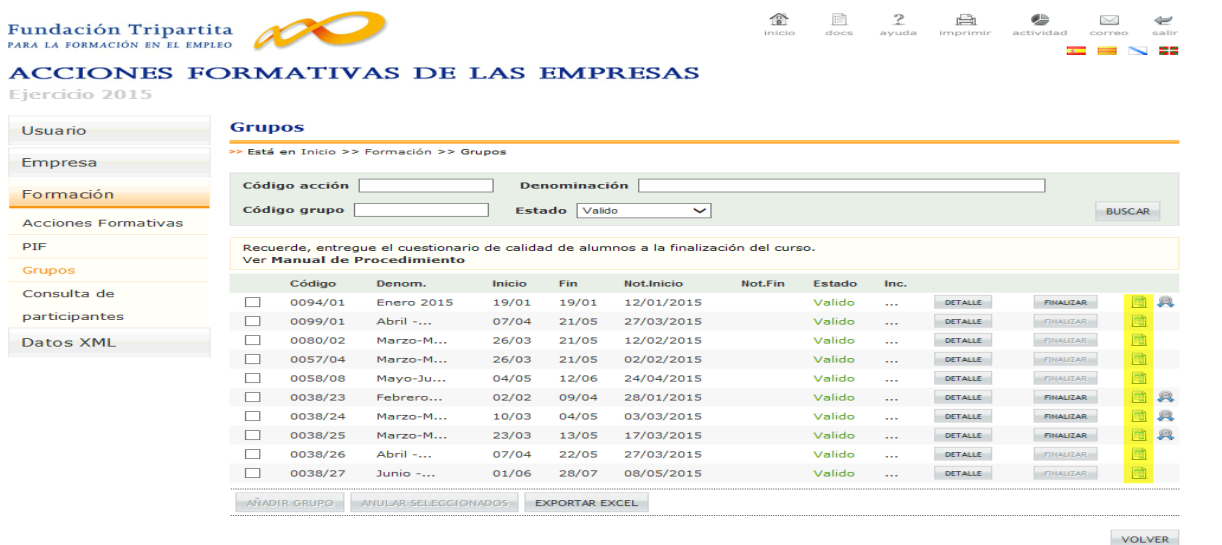 Fundación Tripartita
PARA LA FORMACIÓN EN EL EMPLEO
inicio docs ayuda imprimir actividad correo salir
ACCIONES FORMATIVAS DE LAS EMPRESAS
Ejercicio 2015
Usuario
Empresa
Formación
Acciones Formativas
PIF
Grupos
Consulta de
participantes
Datos XML
Grupos
>> Está en Inicio >> Formación >> Grupos
Código acción Denominación
Código grupo Estado Valido BUSCAR
Recuerde, entregue el cuestionario de calidad de alumnos a la finalización del curso.
Ver Manual de Procedimiento
Código Denom. Inicio Fin Not.Inicio Not.Fin Estado Inc.
0094/01 Enero 2015 19/01 19/01 12/01/2015 Valido ... DETALLE FINALIZAR
0099/01 Abril -... 07/04 21/05 27/03/2015 Valido ... DETALLE FINALIZAR
0080/02 Marzo-M... 26/03 21/05 12/02/2015 Valido ... DETALLE FINALIZAR
0057/04 Marzo-M... 26/03 21/05 02/02/2015 Valido ... DETALLE FINALIZAR
0058/08 Mayo-Ju... 04/05 12/06 24/04/2015 Valido ... DETALLE FINALIZAR
0038/23 Febrero... 02/02 09/04 28/01/2015 Valido ... DETALLE FINALIZAR
0038/24 Marzo-M... 10/03 04/05 03/03/2015 Valido ... DETALLE FINALIZAR
0038/25 Marzo-M... 23/03 13/05 17/03/2015 Valido ... DETALLE FINALIZAR
0038/26 Abril -... 07/04 22/05 27/03/2015 Valido ... DETALLE FINALIZAR
0038/27 Junio -... 01/06 28/07 08/05/2015 Valido ... DETALLE FINALIZAR
AÑADIR GRUPO ANULAR SELECCIONADOS EXPORTAR EXCEL
VOLVER